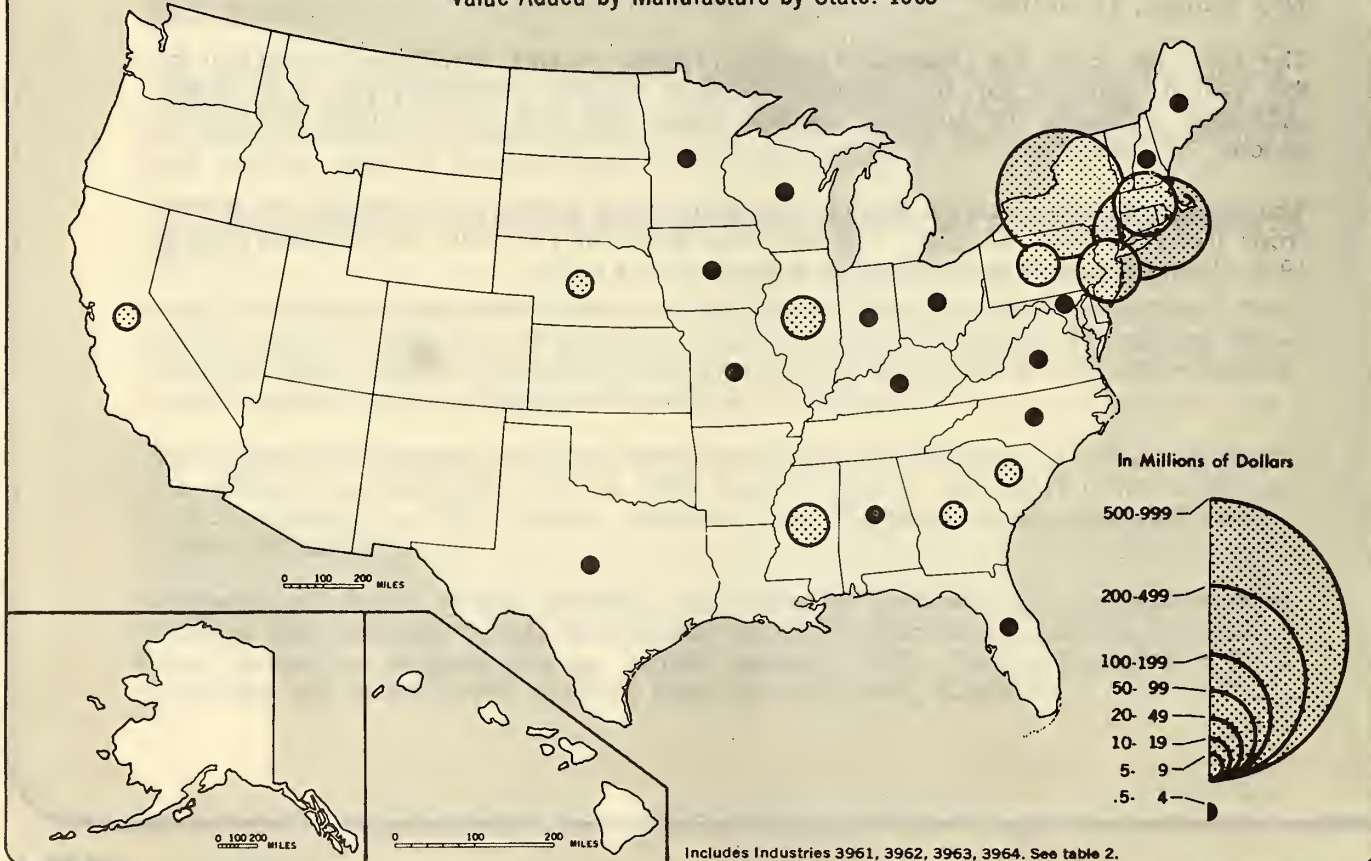 Value Added by Manufacture by State: 1963
In Millions of Dollars
500-999
200-499
100-199
50- 99
20- 49
10- 19
5- 9
.5- 4
0 100 200 MILES
0 100 200 MILES
0 100 200 MILES
Includes Industries 3961, 3962, 3963, 3964. See table 2.